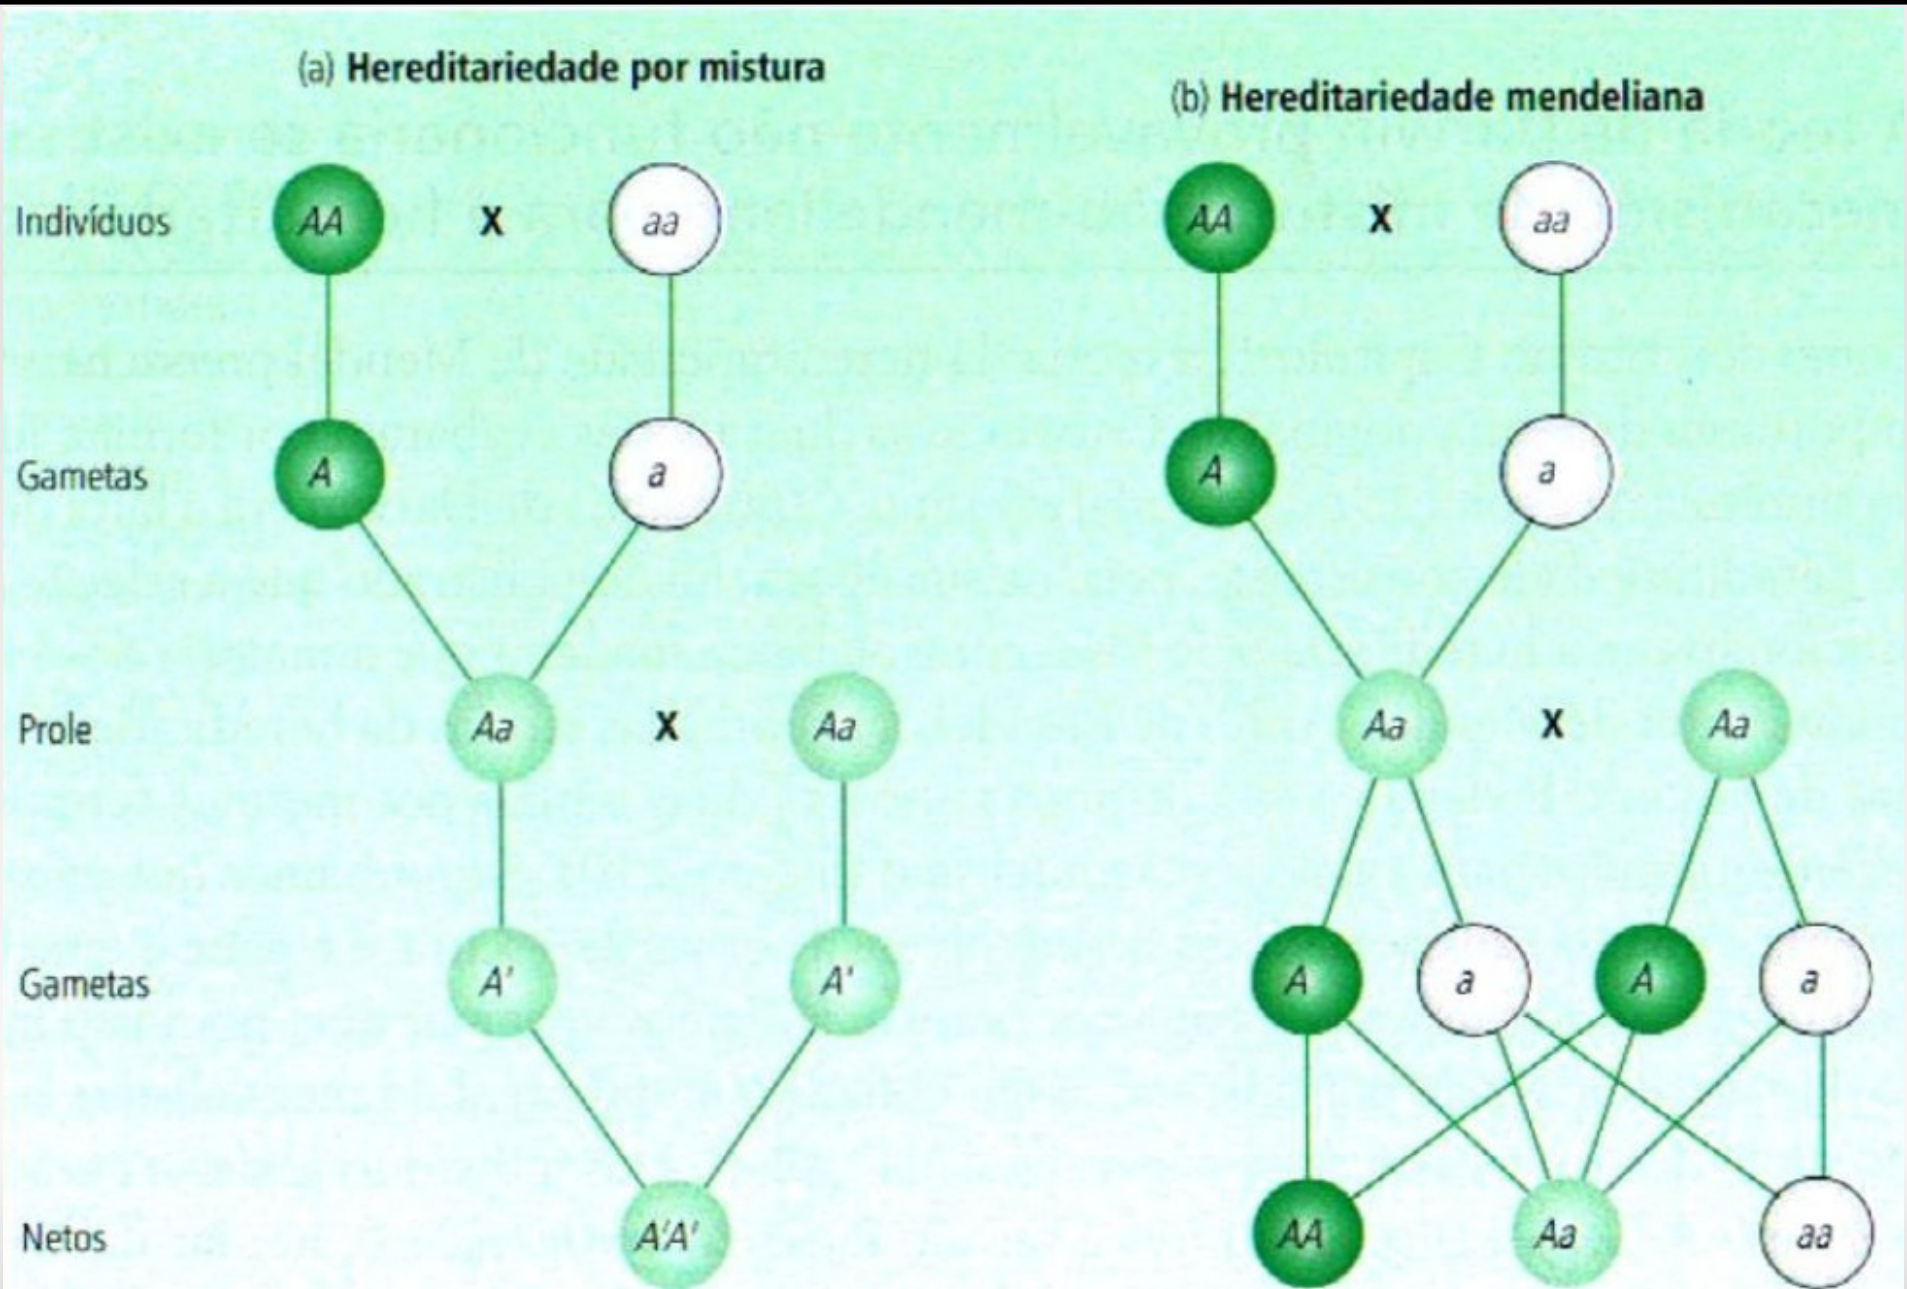 (a) Hereditariedade por mistura
(b) Hereditariedade mendeliana
Indivíduos AA X aa AA X aa
Gametas A a A a
Prole Aa X Aa Aa X Aa
Gametas A' A' A a A a
Netos A'A' AA Aa aa